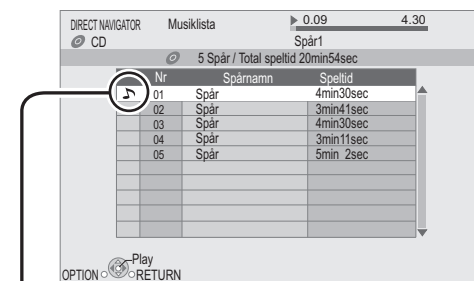 DIRECT NAVIGATOR Musiklista 0.09 4.30
CD Spår1
5 Spår / Total speltid 20min54sec
Nr Spårnamn Speltid
01 Spår 4min30sec
02 Spår 3min41sec
03 Spår 4min30sec
04 Spår 3min11sec
05 Spår 5min 2sec
Play
OPTION RETURN